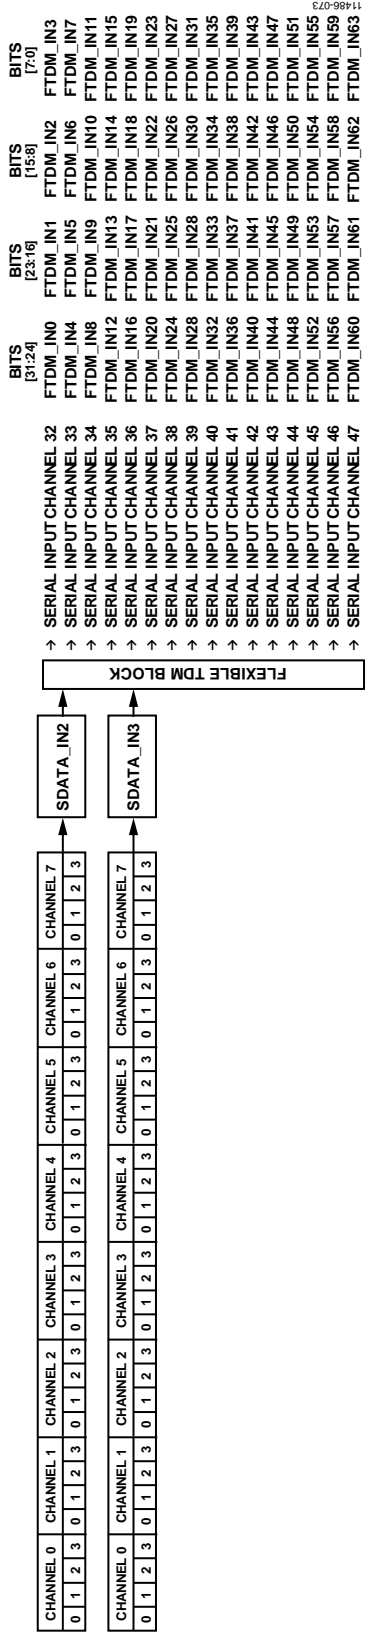 BITS [31:24] BITS [23:16] BITS [15:8] BITS [7:0]
CHANNEL 0 CHANNEL 1 CHANNEL 2 CHANNEL 3 CHANNEL 4 CHANNEL 5 CHANNEL 6 CHANNEL 7
0 1 2 3 0 1 2 3 0 1 2 3 0 1 2 3 0 1 2 3 0 1 2 3 0 1 2 3 0 1 2 3
SDATA_IN2
CHANNEL 0 CHANNEL 1 CHANNEL 2 CHANNEL 3 CHANNEL 4 CHANNEL 5 CHANNEL 6 CHANNEL 7
0 1 2 3 0 1 2 3 0 1 2 3 0 1 2 3 0 1 2 3 0 1 2 3 0 1 2 3 0 1 2 3
SDATA_IN3
FLEXIBLE TDM BLOCK
→ SERIAL INPUT CHANNEL 32 FTDM_IN0 FTDM_IN1 FTDM_IN2 FTDM_IN3
→ SERIAL INPUT CHANNEL 33 FTDM_IN4 FTDM_IN5 FTDM_IN6 FTDM_IN7
→ SERIAL INPUT CHANNEL 34 FTDM_IN8 FTDM_IN9 FTDM_IN10 FTDM_IN11
→ SERIAL INPUT CHANNEL 35 FTDM_IN12 FTDM_IN13 FTDM_IN14 FTDM_IN15
→ SERIAL INPUT CHANNEL 36 FTDM_IN16 FTDM_IN17 FTDM_IN18 FTDM_IN19
→ SERIAL INPUT CHANNEL 37 FTDM_IN20 FTDM_IN21 FTDM_IN22 FTDM_IN23
→ SERIAL INPUT CHANNEL 38 FTDM_IN24 FTDM_IN25 FTDM_IN26 FTDM_IN27
→ SERIAL INPUT CHANNEL 39 FTDM_IN28 FTDM_IN28 FTDM_IN30 FTDM_IN31
→ SERIAL INPUT CHANNEL 40 FTDM_IN32 FTDM_IN33 FTDM_IN34 FTDM_IN35
→ SERIAL INPUT CHANNEL 41 FTDM_IN36 FTDM_IN37 FTDM_IN38 FTDM_IN39
→ SERIAL INPUT CHANNEL 42 FTDM_IN40 FTDM_IN41 FTDM_IN42 FTDM_IN43
→ SERIAL INPUT CHANNEL 43 FTDM_IN44 FTDM_IN45 FTDM_IN46 FTDM_IN47
→ SERIAL INPUT CHANNEL 44 FTDM_IN48 FTDM_IN49 FTDM_IN50 FTDM_IN51
→ SERIAL INPUT CHANNEL 45 FTDM_IN52 FTDM_IN53 FTDM_IN54 FTDM_IN55
→ SERIAL INPUT CHANNEL 46 FTDM_IN56 FTDM_IN57 FTDM_IN58 FTDM_IN59
→ SERIAL INPUT CHANNEL 47 FTDM_IN60 FTDM_IN61 FTDM_IN62 FTDM_IN63
11486-073